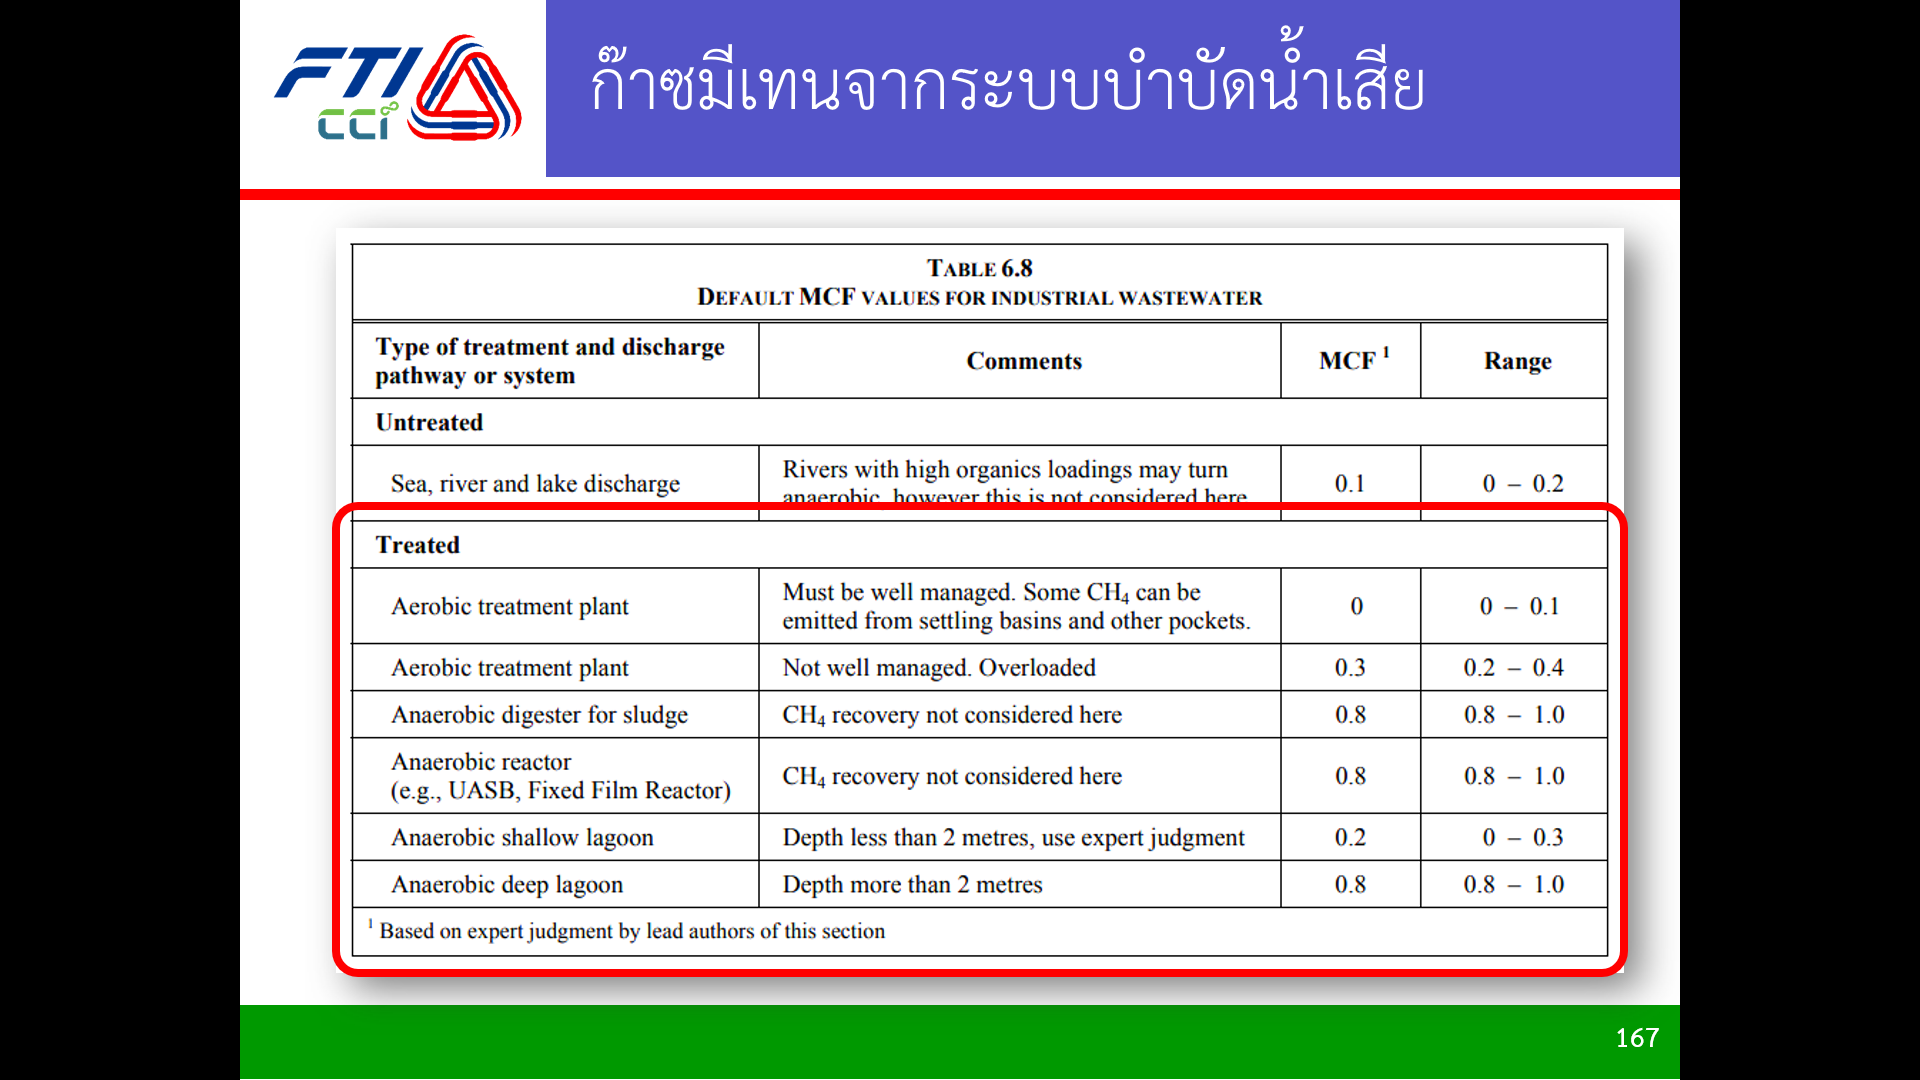 FTI
CCI
ก๊าซมีเทนจากระบบบำบัดน้ำเสีย
TABLE 6.8
DEFAULT MCF VALUES FOR INDUSTRIAL WASTEWATER
Type of treatment and discharge pathway or system | Comments | MCF ¹ | Range
Untreated
Sea, river and lake discharge | Rivers with high organics loadings may turn anaerobic, however this is not considered here | 0.1 | 0 – 0.2
Treated
Aerobic treatment plant | Must be well managed. Some CH₄ can be emitted from settling basins and other pockets. | 0 | 0 – 0.1
Aerobic treatment plant | Not well managed. Overloaded | 0.3 | 0.2 – 0.4
Anaerobic digester for sludge | CH₄ recovery not considered here | 0.8 | 0.8 – 1.0
Anaerobic reactor (e.g., UASB, Fixed Film Reactor) | CH₄ recovery not considered here | 0.8 | 0.8 – 1.0
Anaerobic shallow lagoon | Depth less than 2 metres, use expert judgment | 0.2 | 0 – 0.3
Anaerobic deep lagoon | Depth more than 2 metres | 0.8 | 0.8 – 1.0
¹ Based on expert judgment by lead authors of this section
167